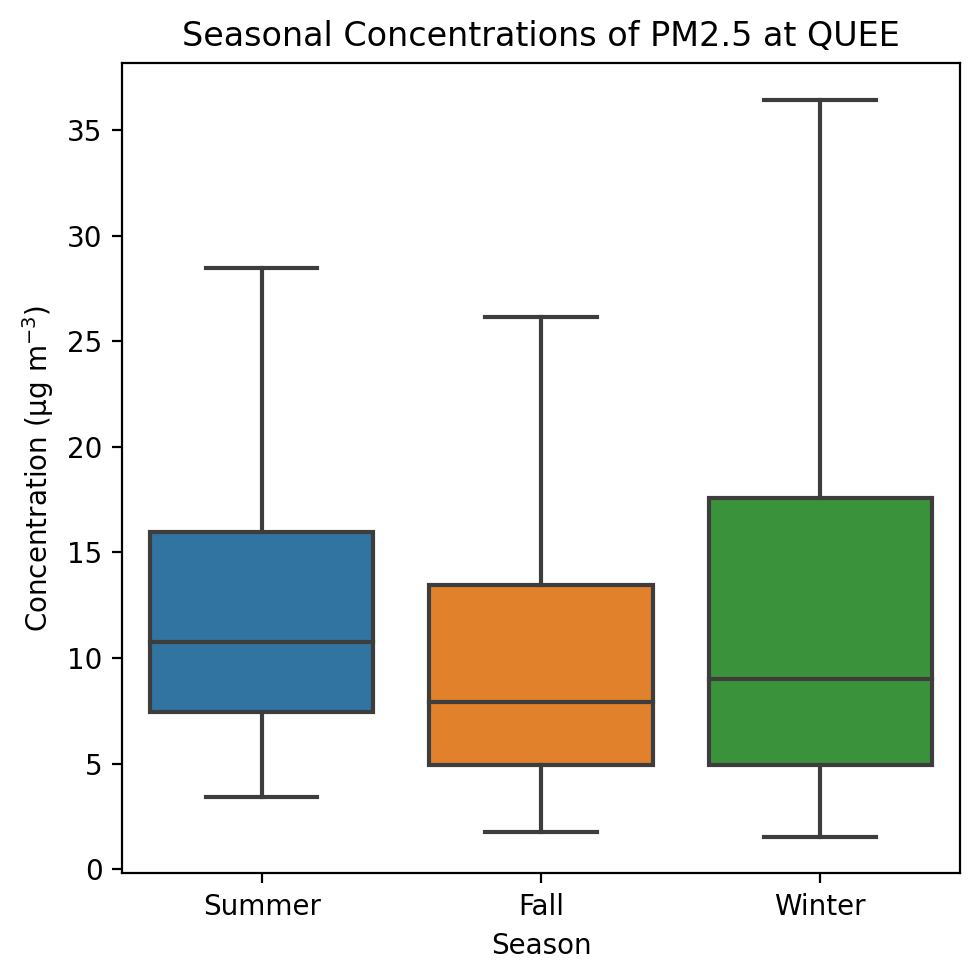 Seasonal Concentrations of PM2.5 at QUEE
Concentration (µg m⁻³)
35
30
25
20
15
10
5
0
Summer Fall Winter
Season